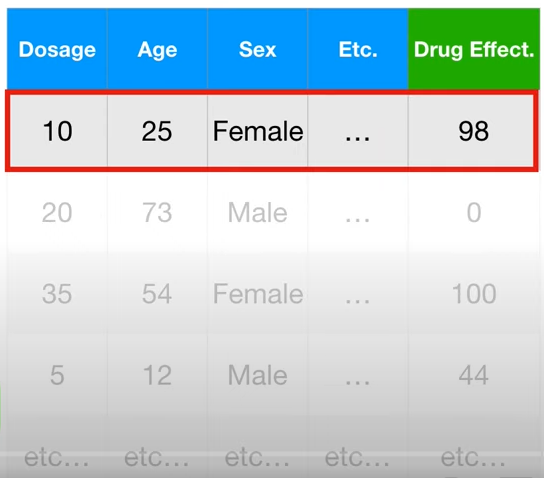 Dosage Age Sex Etc. Drug Effect.
10 25 Female ... 98
20 73 Male ... 0
35 54 Female ... 100
5 12 Male ... 44
etc... etc... etc... etc... etc...